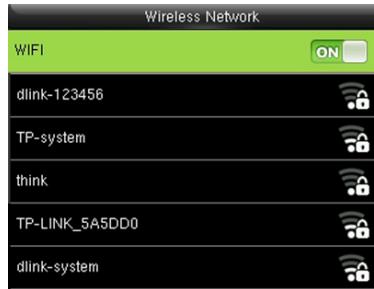 Wireless Network
WIFI ON
dlink-123456
TP-system
think
TP-LINK_5A5DD0
dlink-system